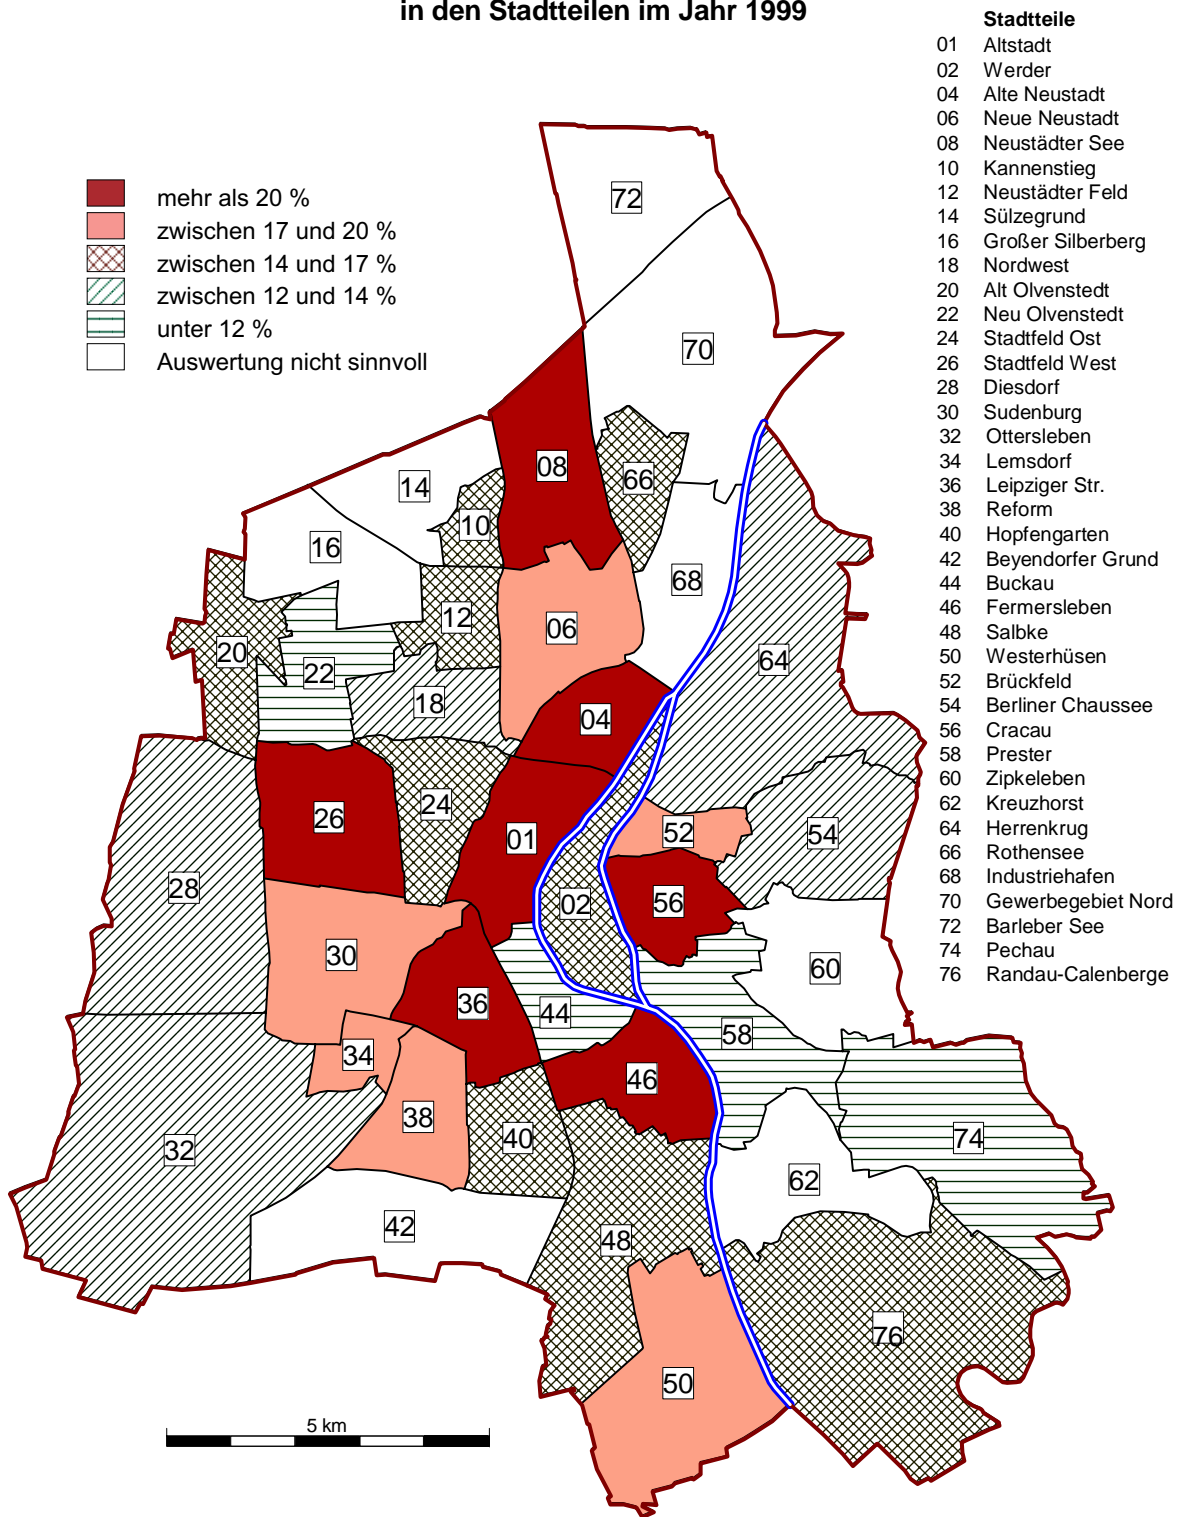 in den Stadtteilen im Jahr 1999
Stadtteile
01 Altstadt
02 Werder
04 Alte Neustadt
06 Neue Neustadt
08 Neustädter See
10 Kannenstieg
12 Neustädter Feld
14 Sülzegrund
16 Großer Silberberg
18 Nordwest
20 Alt Olvenstedt
22 Neu Olvenstedt
24 Stadtfeld Ost
26 Stadtfeld West
28 Diesdorf
30 Sudenburg
32 Ottersleben
34 Lemsdorf
36 Leipziger Str.
38 Reform
40 Hopfengarten
42 Beyendorfer Grund
44 Buckau
46 Fermersleben
48 Salbke
50 Westerhüsen
52 Brückfeld
54 Berliner Chaussee
56 Cracau
58 Prester
60 Zipkeleben
62 Kreuzhorst
64 Herrenkrug
66 Rothensee
68 Industriehafen
70 Gewerbegebiet Nord
72 Barleber See
74 Pechau
76 Randau-Calenberge
mehr als 20 %
zwischen 17 und 20 %
zwischen 14 und 17 %
zwischen 12 und 14 %
unter 12 %
Auswertung nicht sinnvoll
72
70
08
66
14
10
16
68
12
06
20
64
22
18
04
24
26
01
52
54
28
02
56
30
60
36
44
58
34
46
38
40
74
32
62
42
48
76
50
5 km